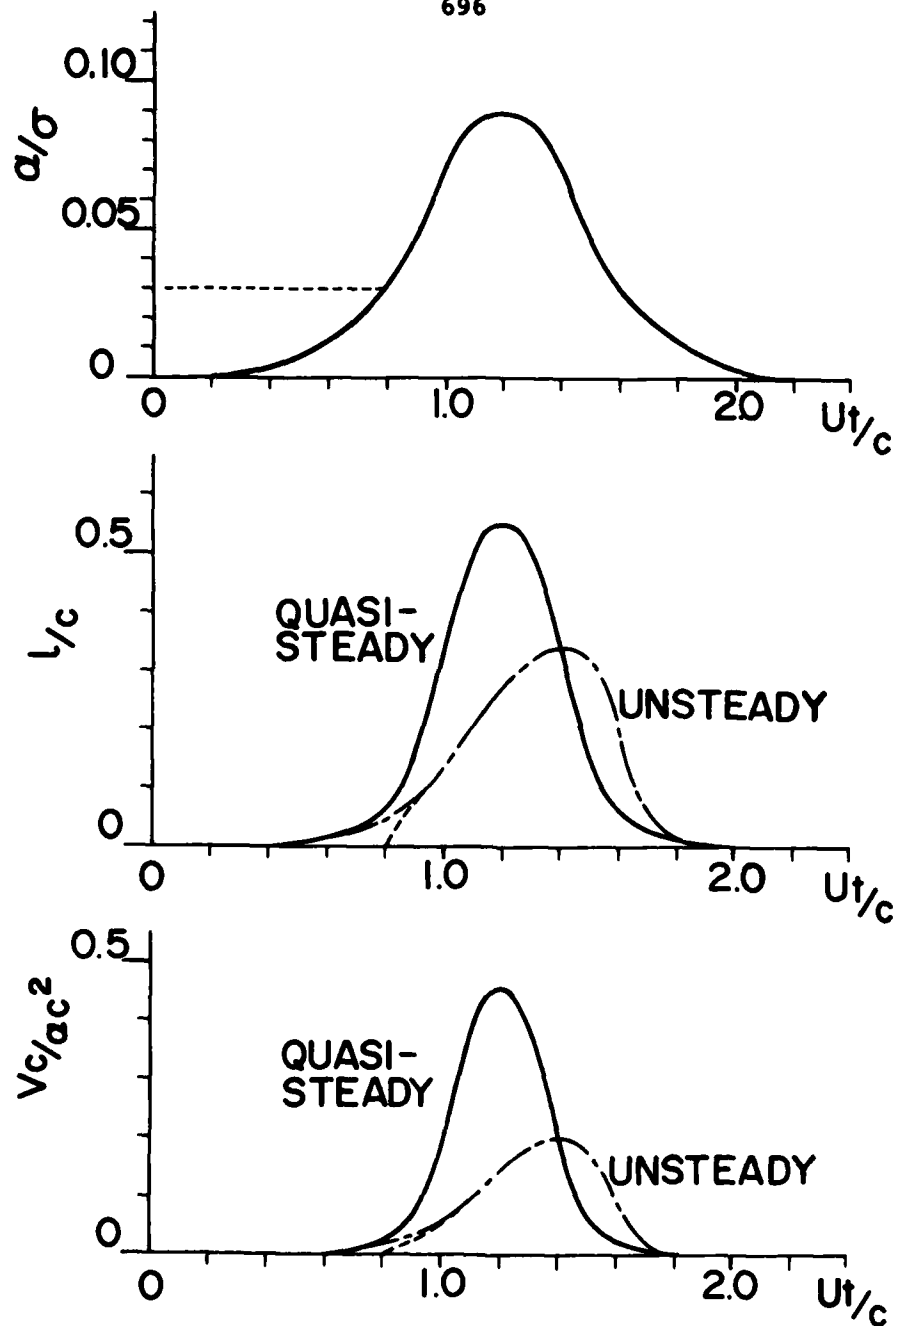 696
0.10
α/σ
0.05
0
0
1.0
2.0
Ut/c
0.5
l/c
QUASI-
STEADY
UNSTEADY
0
0
1.0
2.0
Ut/c
0.5
Vc/αc²
QUASI-
STEADY
UNSTEADY
0
0
1.0
2.0
Ut/c